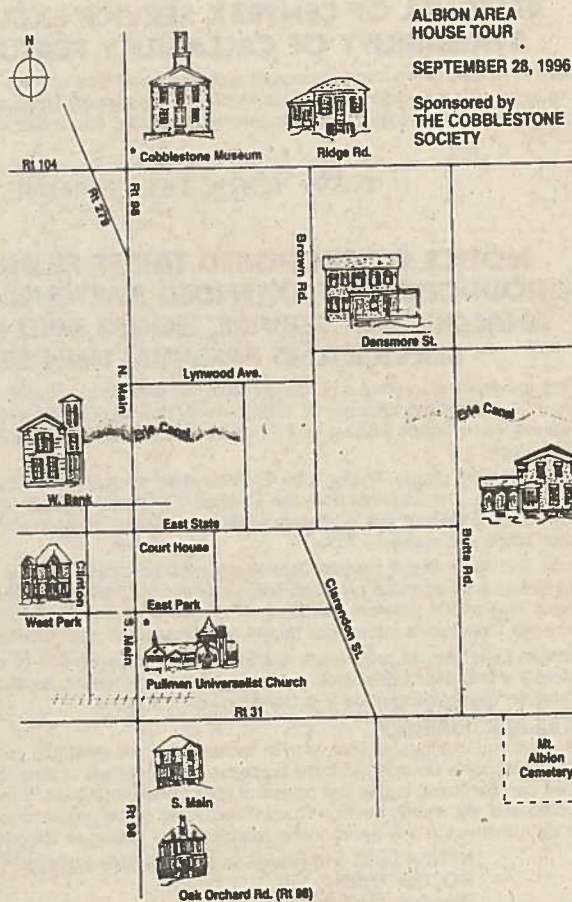 ALBION AREA
HOUSE TOUR
SEPTEMBER 28, 1996
Sponsored by
THE COBBLESTONE
SOCIETY
N
* Cobblestone Museum
Ridge Rd.
Rt 104
Rt 279
Rt 98
Brown Rd.
Densmore St.
Lynwood Ave.
N. Main
Erie Canal
Erie Canal
W. Bank
East State
Court House
Clinton
Clarendon St.
Butts Rd.
West Park
East Park
S. Main
*
Pullman Universalist Church
Rt 31
Mt.
Albion
Cemetery
S. Main
Rt 98
Oak Orchard Rd. (Rt 98)